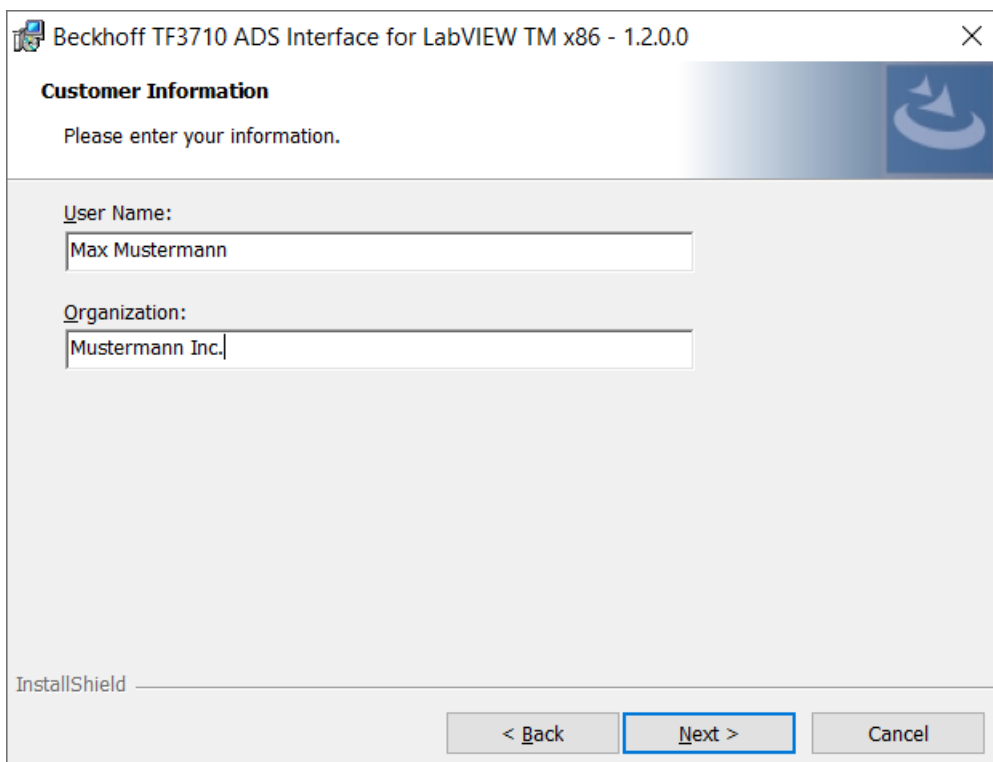 Beckhoff TF3710 ADS Interface for LabVIEW TM x86 - 1.2.0.0
Customer Information
Please enter your information.
User Name:
Max Mustermann
Organization:
Mustermann Inc.
InstallShield
< Back Next > Cancel